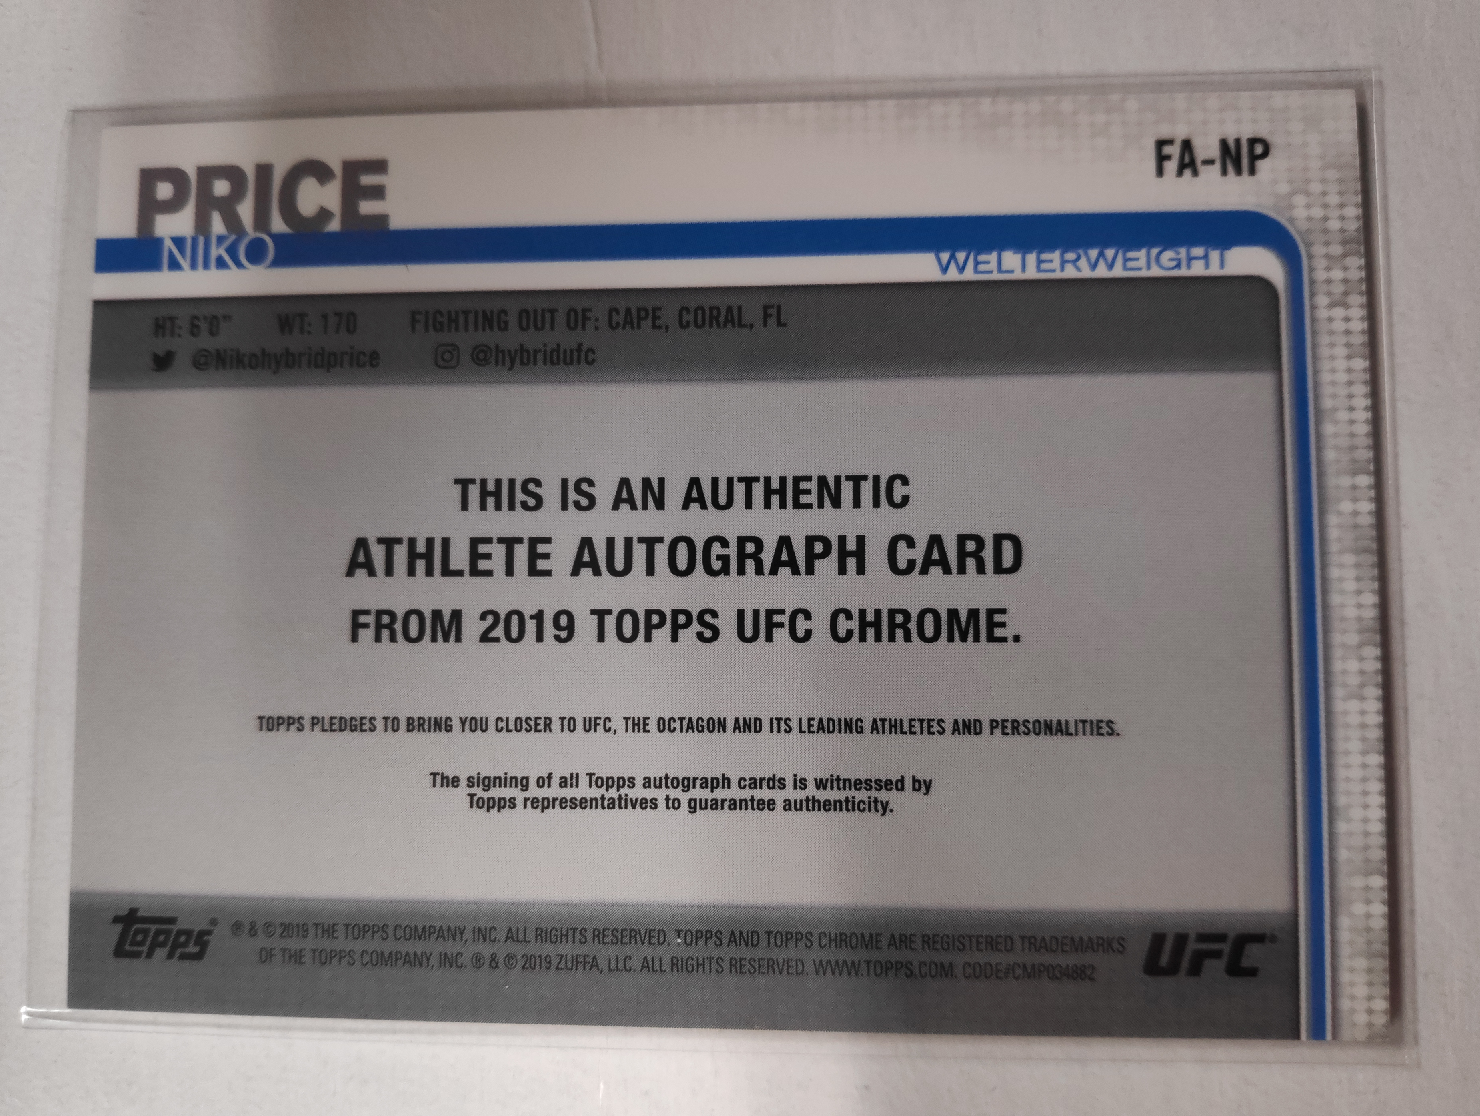 PRICE
FA-NP
NIKO
WELTERWEIGHT
HT: 6'0" WT: 170 FIGHTING OUT OF: CAPE, CORAL, FL
@Nikohybridprice @hybridufc
THIS IS AN AUTHENTIC
ATHLETE AUTOGRAPH CARD
FROM 2019 TOPPS UFC CHROME.
TOPPS PLEDGES TO BRING YOU CLOSER TO UFC, THE OCTAGON AND ITS LEADING ATHLETES AND PERSONALITIES.
The signing of all Topps autograph cards is witnessed by
Topps representatives to guarantee authenticity.
Topps® ® & © 2019 THE TOPPS COMPANY, INC. ALL RIGHTS RESERVED. TOPPS AND TOPPS CHROME ARE REGISTERED TRADEMARKS
OF THE TOPPS COMPANY, INC. ® & © 2019 ZUFFA, LLC. ALL RIGHTS RESERVED. WWW.TOPPS.COM. CODE#CMP034882
UFC®